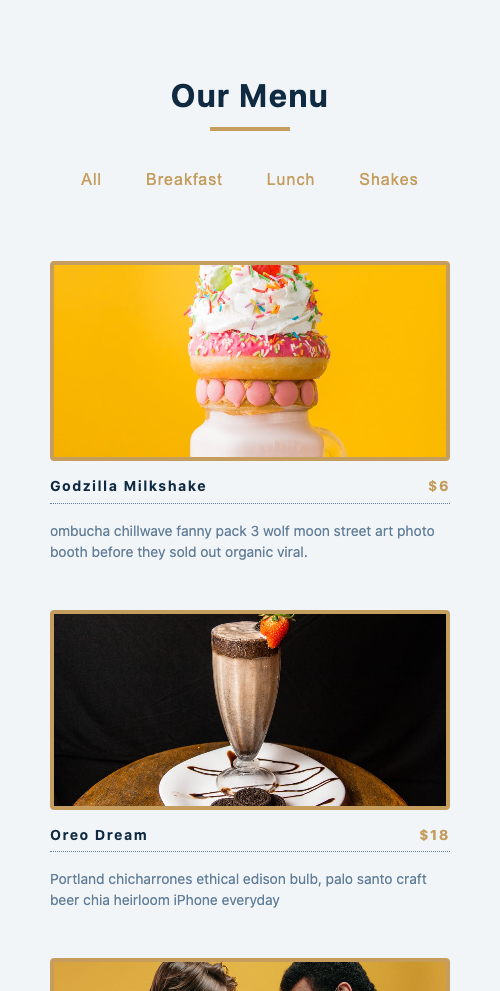 Our Menu
All Breakfast Lunch Shakes
Godzilla Milkshake $6
ombucha chillwave fanny pack 3 wolf moon street art photo
booth before they sold out organic viral.
Oreo Dream $18
Portland chicharrones ethical edison bulb, palo santo craft
beer chia heirloom iPhone everyday